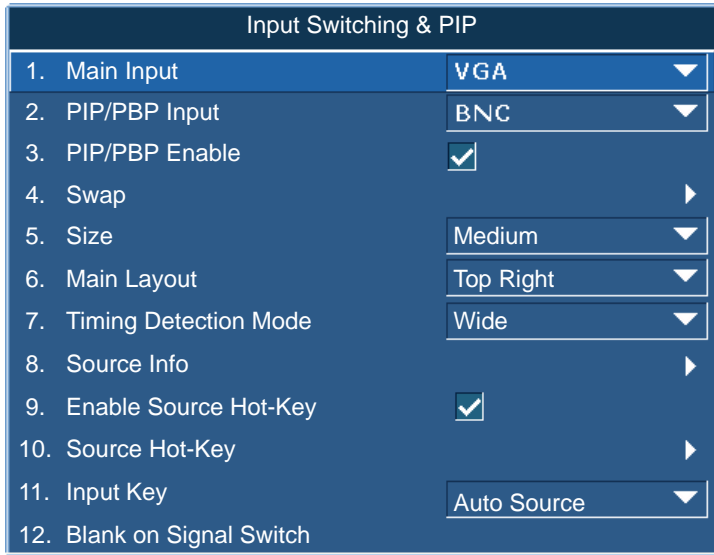 Input Switching & PIP
1. Main Input VGA
2. PIP/PBP Input BNC
3. PIP/PBP Enable
4. Swap
5. Size Medium
6. Main Layout Top Right
7. Timing Detection Mode Wide
8. Source Info
9. Enable Source Hot-Key
10. Source Hot-Key
11. Input Key Auto Source
12. Blank on Signal Switch